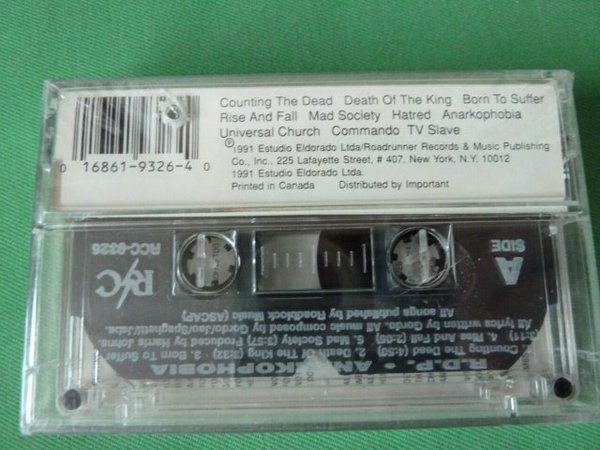 Counting The Dead Death Of The King Born To Suffer
Rise And Fall Mad Society Hatred Anarkophobia
Universal Church Commando TV Slave
℗1991 Estudio Eldorado Ltda/Roadrunner Records & Music Publishing
Co., Inc., 225 Lafayette Street, # 407, New York, N.Y. 10012
1991 Estudio Eldorado Ltda.
Printed in Canada Distributed by Important
0 16861-9326-4 0
R.D.P. - AN KOPHOBIA
Counting The Dead (4:50) 2. Death Of The King (3:32) 3. Born To Suffer
4. Rise And Fall (2:05) 5. Mad Society (3:57) Produced by Harris Johns.
All lyrics written by Gordo. All music composed by Gordo/Jao/Spaghetti/Jabá.
All songs published by Roadblock Music (ASCAP)
R/C
RCC-9326
A
SIDE